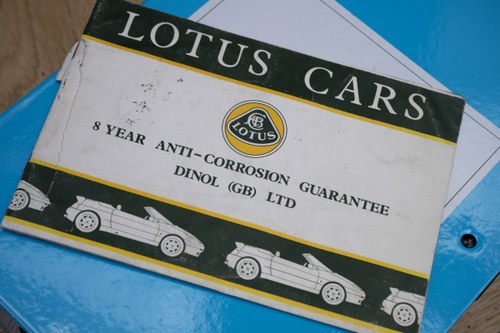 LOTUS CARS
LOTUS
8 YEAR ANTI-CORROSION GUARANTEE
DINOL (GB) LTD